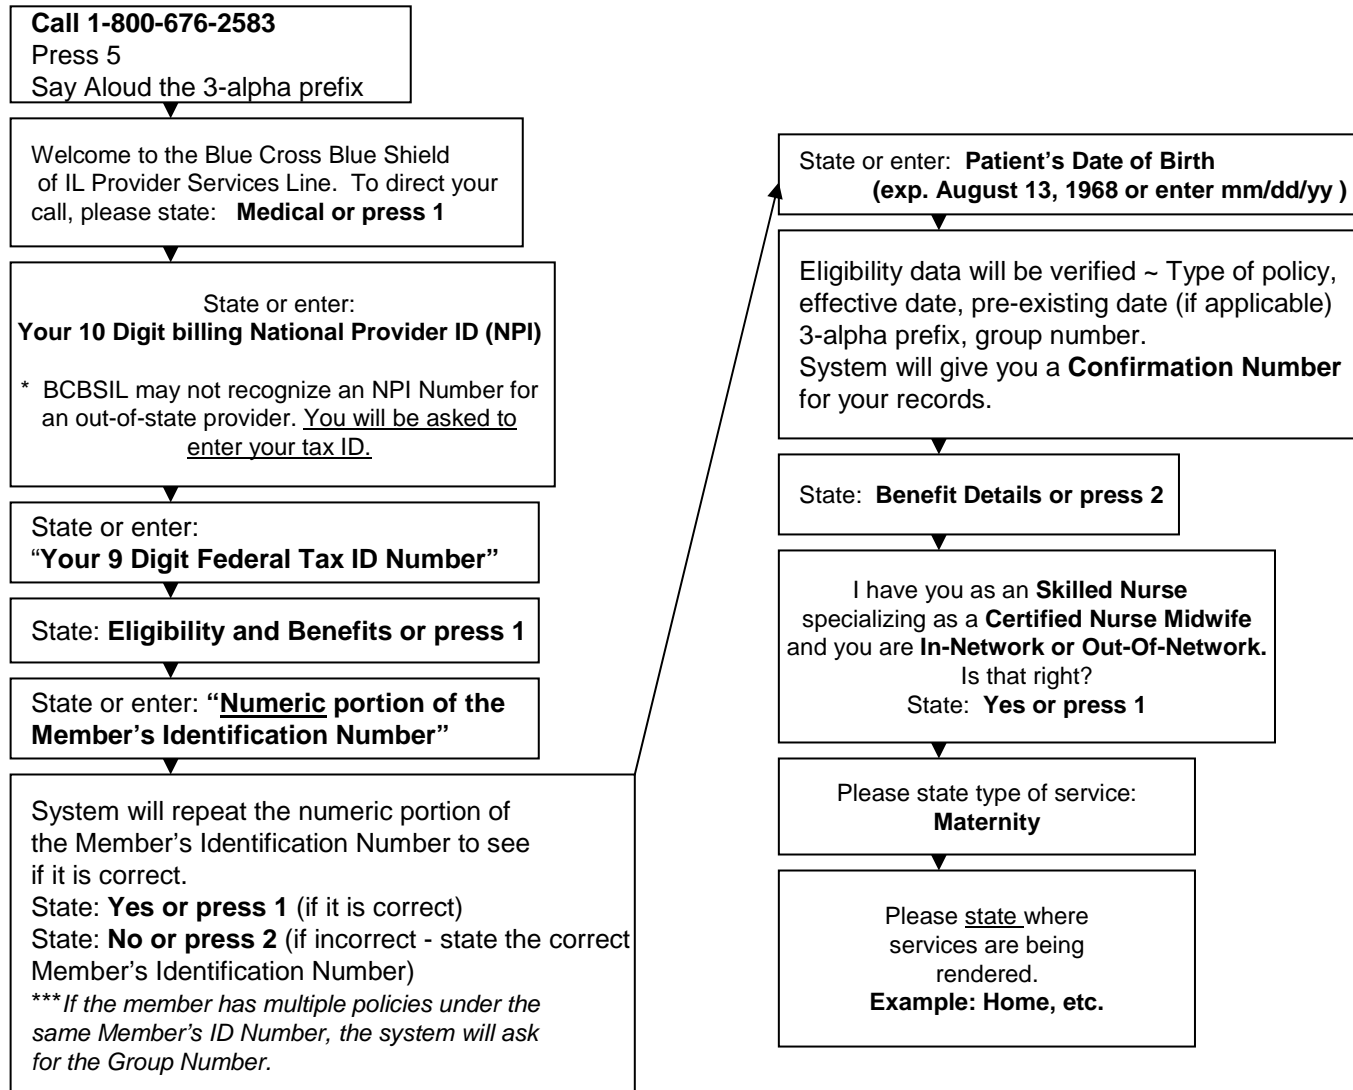 Call 1-800-676-2583
Press 5
Say Aloud the 3-alpha prefix
Welcome to the Blue Cross Blue Shield
of IL Provider Services Line. To direct your
call, please state: Medical or press 1
State or enter:
Your 10 Digit billing National Provider ID (NPI)
* BCBSIL may not recognize an NPI Number for
an out-of-state provider. You will be asked to
enter your tax ID.
State or enter:
“Your 9 Digit Federal Tax ID Number”
State: Eligibility and Benefits or press 1
State or enter: “Numeric portion of the
Member’s Identification Number”
System will repeat the numeric portion of
the Member’s Identification Number to see
if it is correct.
State: Yes or press 1 (if it is correct)
State: No or press 2 (if incorrect - state the correct
Member’s Identification Number)
***If the member has multiple policies under the
same Member’s ID Number, the system will ask
for the Group Number.
State or enter: Patient’s Date of Birth
(exp. August 13, 1968 or enter mm/dd/yy )
Eligibility data will be verified ~ Type of policy,
effective date, pre-existing date (if applicable)
3-alpha prefix, group number.
System will give you a Confirmation Number
for your records.
State: Benefit Details or press 2
I have you as an Skilled Nurse
specializing as a Certified Nurse Midwife
and you are In-Network or Out-Of-Network.
Is that right?
State: Yes or press 1
Please state type of service:
Maternity
Please state where
services are being
rendered.
Example: Home, etc.